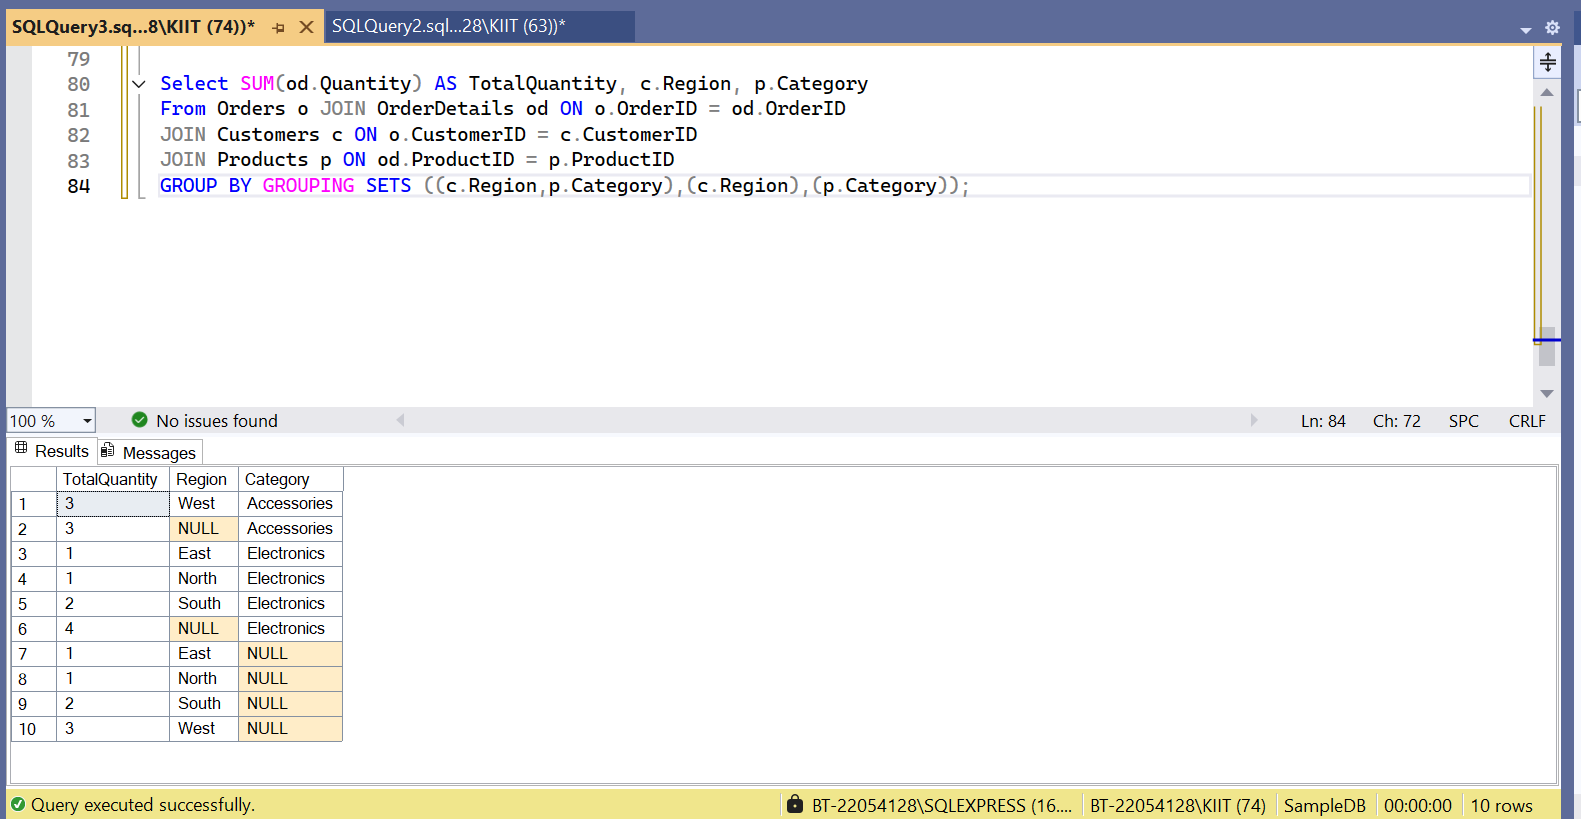 SQLQuery3.sq...8\KIIT (74))* SQLQuery2.sql...28\KIIT (63))*
79
80 Select SUM(od.Quantity) AS TotalQuantity, c.Region, p.Category
81 From Orders o JOIN OrderDetails od ON o.OrderID = od.OrderID
82 JOIN Customers c ON o.CustomerID = c.CustomerID
83 JOIN Products p ON od.ProductID = p.ProductID
84 GROUP BY GROUPING SETS ((c.Region,p.Category),(c.Region),(p.Category));
100 % No issues found Ln: 84 Ch: 72 SPC CRLF
Results Messages
TotalQuantity Region Category
1 3 West Accessories
2 3 NULL Accessories
3 1 East Electronics
4 1 North Electronics
5 2 South Electronics
6 4 NULL Electronics
7 1 East NULL
8 1 North NULL
9 2 South NULL
10 3 West NULL
Query executed successfully. BT-22054128\SQLEXPRESS (16.... BT-22054128\KIIT (74) SampleDB 00:00:00 10 rows